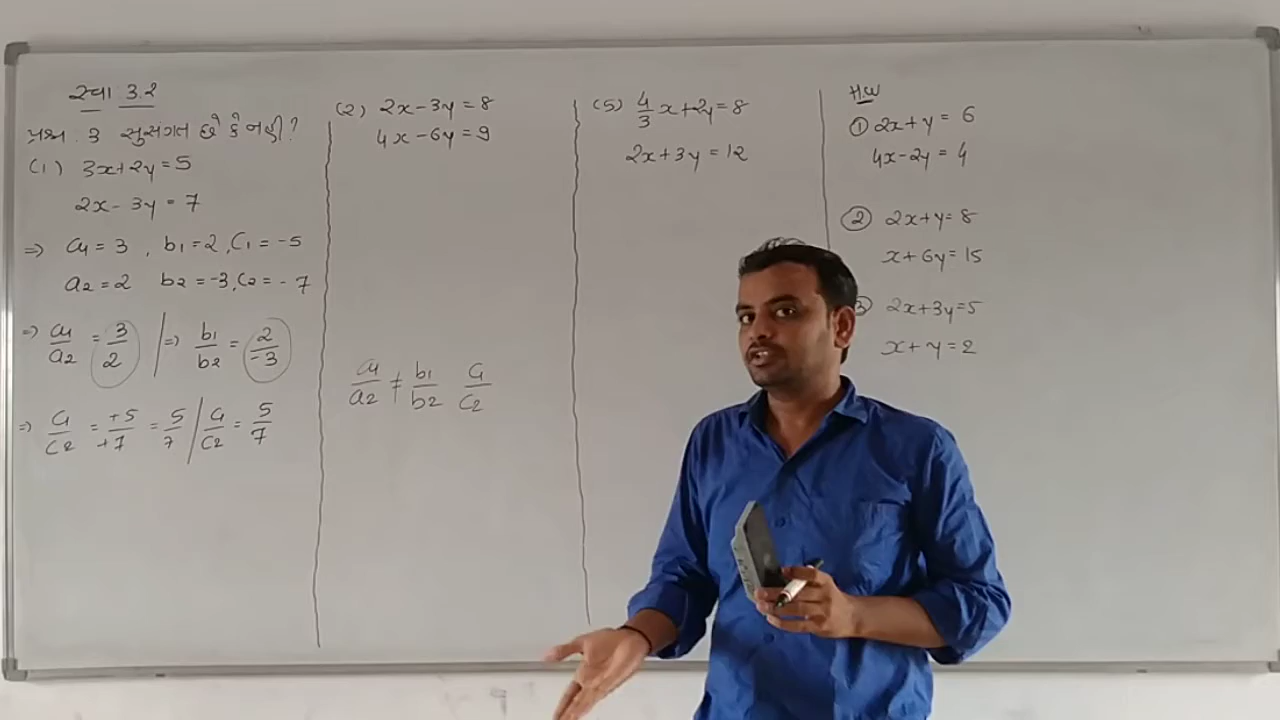 સ્વા 3.2
પ્રશ્ન. 3 સુસંગત છે કે નહી?
(1) 3x+2y=5
2x-3y=7
⇒ a1=3, b1=2, c1=-5
a2=2 b2=-3, c2=-7
⇒ a1/a2 = 3/2 | ⇒ b1/b2 = 2/-3
⇒ c1/c2 = +5/+7 = 5/7 / c1/c2 = 5/7
(2) 2x-3y=8
4x-6y=9
a1/a2 ≠ b1/b2 c1/c2
(5) 4/3 x+2y=8
2x+3y=12
H.W
① 2x+y=6
4x-2y=4
② 2x+y=8
x+6y=15
③ 2x+3y=5
x+y=2